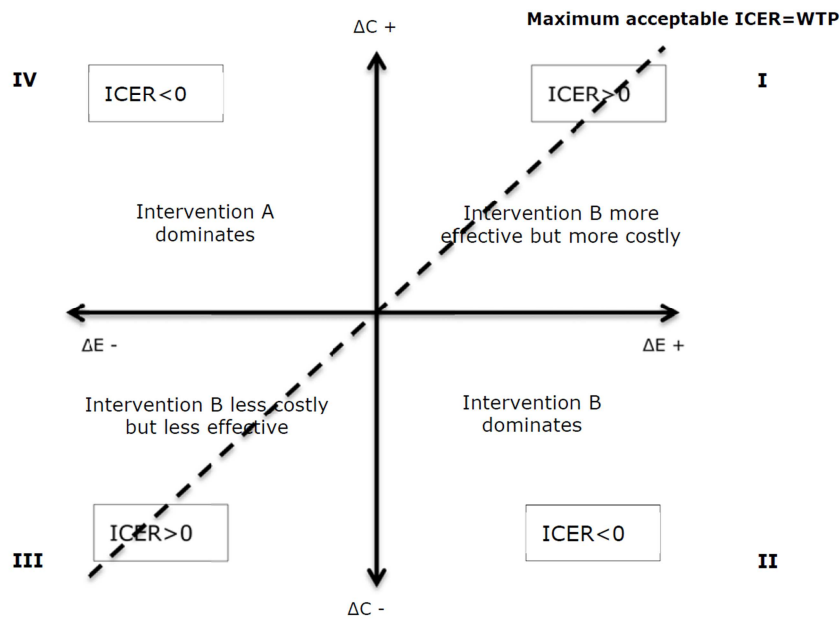 Maximum acceptable ICER=WTP
ΔC +
IV
ICER<0
ICER>0
I
Intervention A
dominates
Intervention B more
effective but more costly
ΔE -
ΔE +
Intervention B less costly
but less effective
Intervention B
dominates
ICER>0
ICER<0
III
II
ΔC -